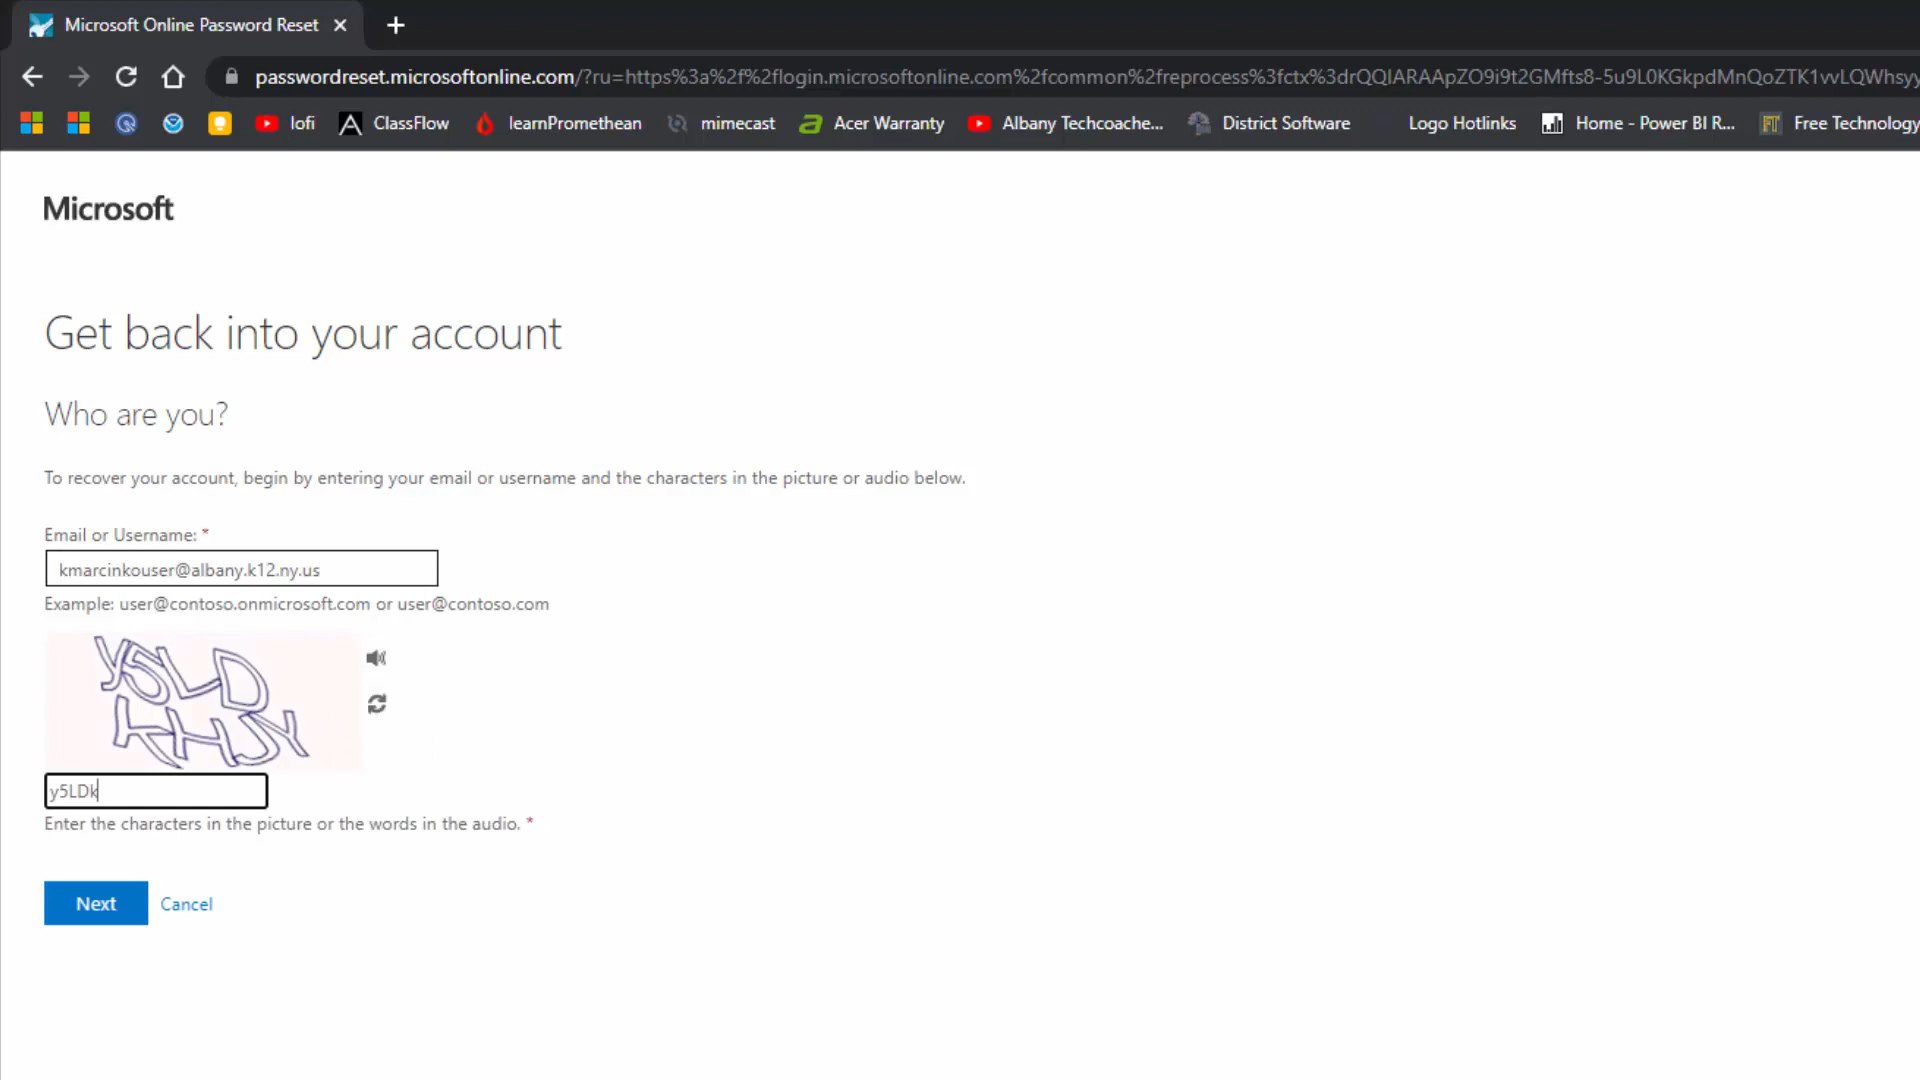 Microsoft Online Password Reset
passwordreset.microsoftonline.com/?ru=https%3a%2f%2flogin.microsoftonline.com%2fcommon%2freprocess%3fctx%3drQQIARAApZO9i9t2GMfts8-5u9L0KGkpdMnQoZTK1vvLQWhsyy
lofi ClassFlow learnPromethean mimecast Acer Warranty Albany Techcoache... District Software Logo Hotlinks Home - Power BI R... Free Technology
Microsoft
Get back into your account
Who are you?
To recover your account, begin by entering your email or username and the characters in the picture or audio below.
Email or Username: *
kmarcinkouser@albany.k12.ny.us
Example: user@contoso.onmicrosoft.com or user@contoso.com
y5LD
kHJY
y5LDk
Enter the characters in the picture or the words in the audio. *
Next Cancel